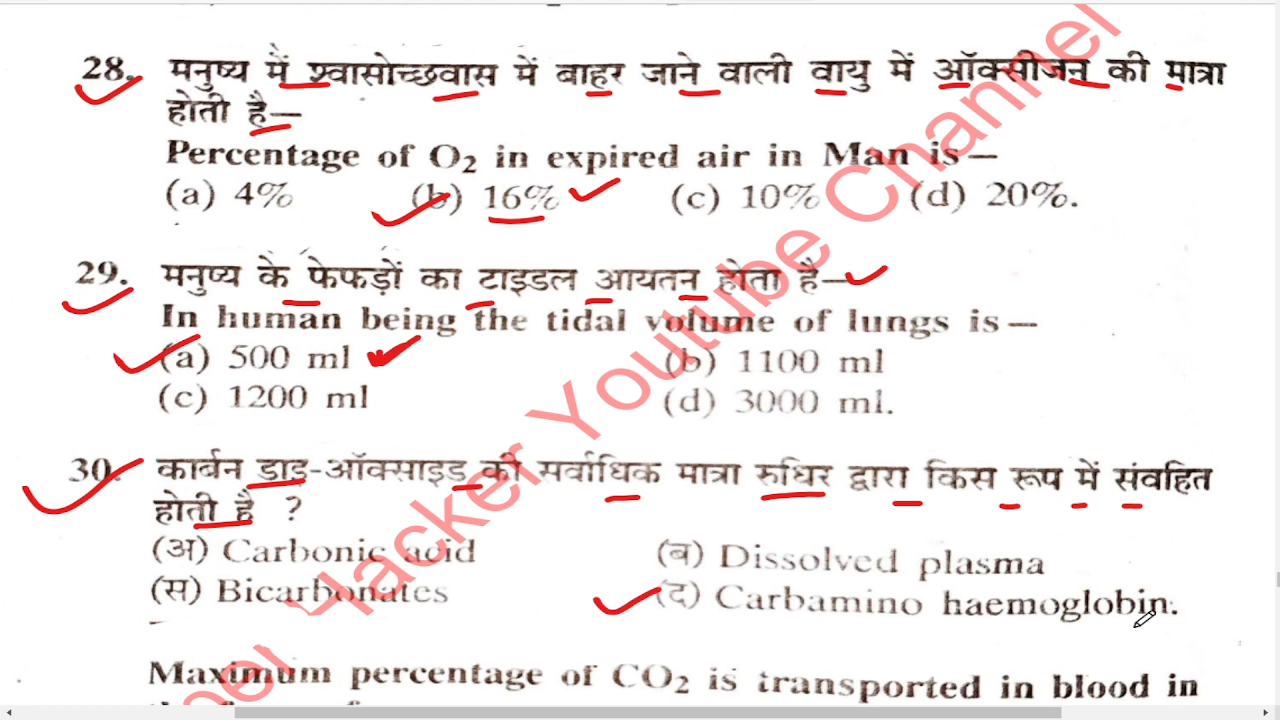 28. मनुष्य में श्वासोच्छवास में बाहर जाने वाली वायु में ऑक्सीजन की मात्रा
होती है—
Percentage of O₂ in expired air in Man is—
(a) 4% (b) 16% (c) 10% (d) 20%.
29. मनुष्य के फेफड़ों का टाइडल आयतन होता है—
In human being the tidal volume of lungs is—
(a) 500 ml (b) 1100 ml
(c) 1200 ml (d) 3000 ml.
30. कार्बन डाइ-ऑक्साइड की सर्वाधिक मात्रा रुधिर द्वारा किस रूप में संवहित
होती है ?
(अ) Carbonic acid (ब) Dissolved plasma
(स) Bicarbonates (द) Carbamino haemoglobin.
Maximum percentage of CO₂ is transported in blood in
Hacker Youtube Channel